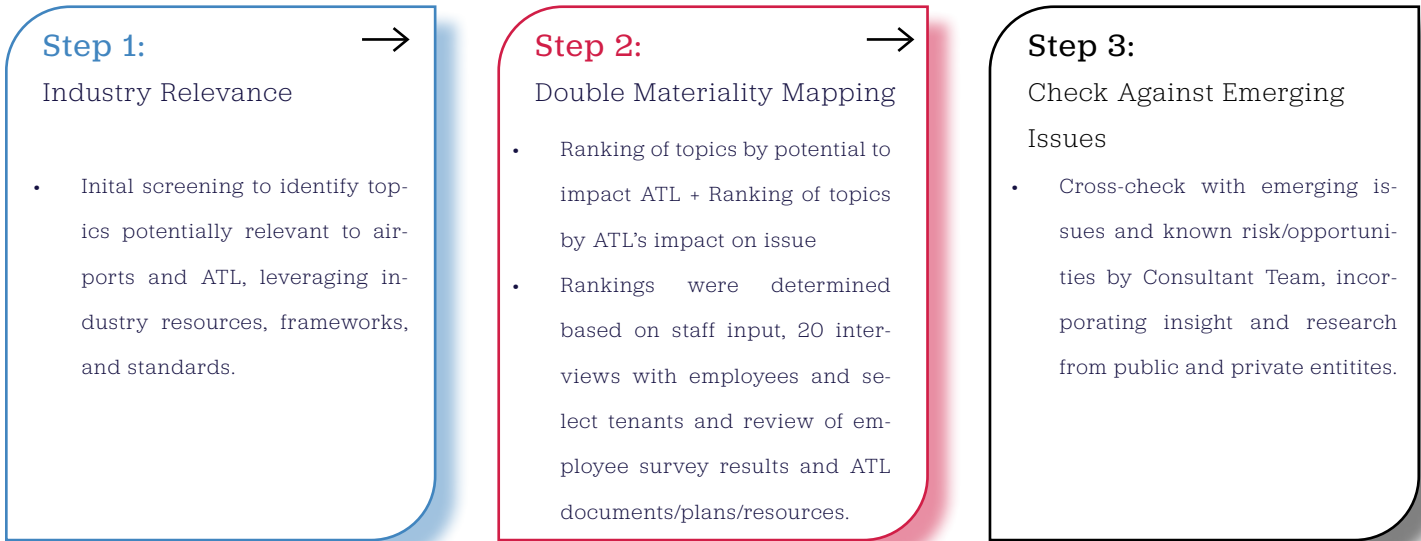 Step 1:
Industry Relevance
• Inital screening to identify top-
ics potentially relevant to air-
ports and ATL, leveraging in-
dustry resources, frameworks,
and standards.
Step 2:
Double Materiality Mapping
• Ranking of topics by potential to
impact ATL + Ranking of topics
by ATL's impact on issue
• Rankings were determined
based on staff input, 20 inter-
views with employees and se-
lect tenants and review of em-
ployee survey results and ATL
documents/plans/resources.
Step 3:
Check Against Emerging
Issues
• Cross-check with emerging is-
sues and known risk/opportuni-
ties by Consultant Team, incor-
porating insight and research
from public and private entitites.